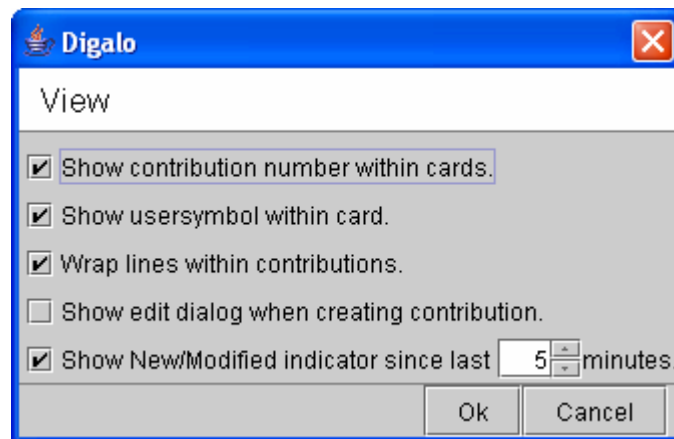 Digalo
View
Show contribution number within cards.
Show usersymbol within card.
Wrap lines within contributions.
Show edit dialog when creating contribution.
Show New/Modified indicator since last 5 minutes.
Ok Cancel